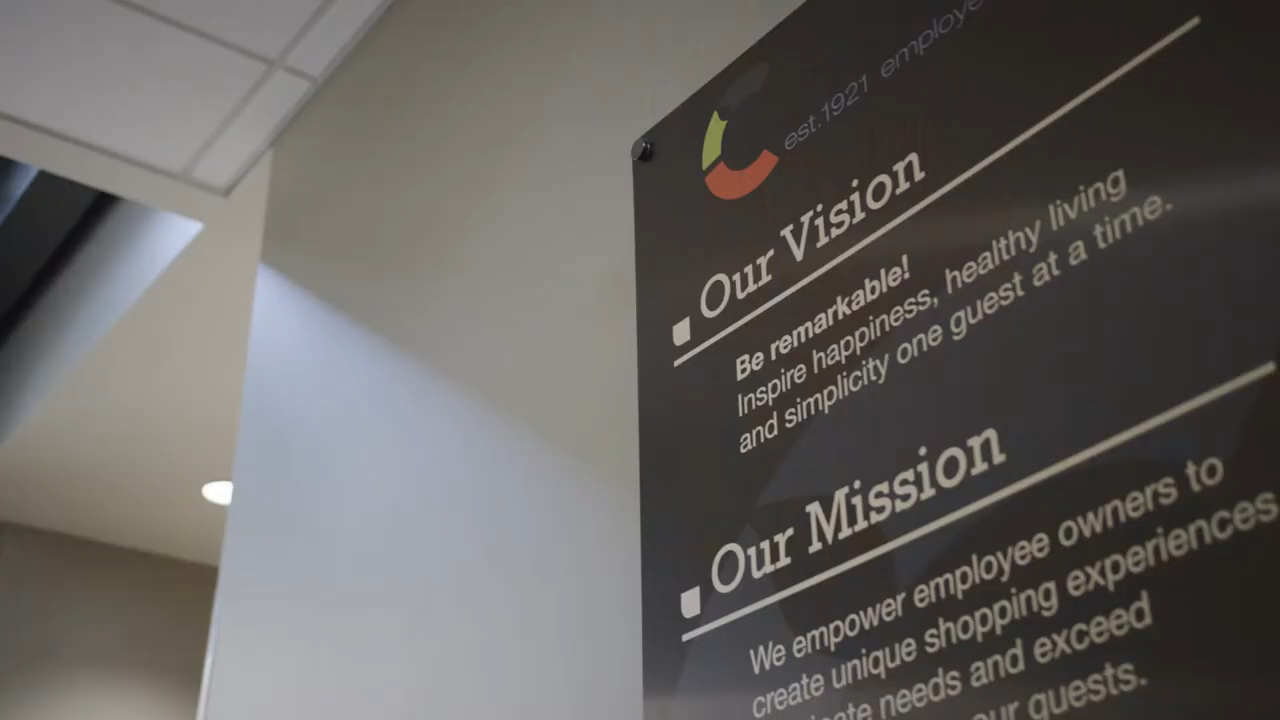 est.1921 employe
Our Vision
Be remarkable!
Inspire happiness, healthy living
and simplicity one guest at a time.
Our Mission
We empower employee owners to
create unique shopping experiences
needs and exceed
our guests.